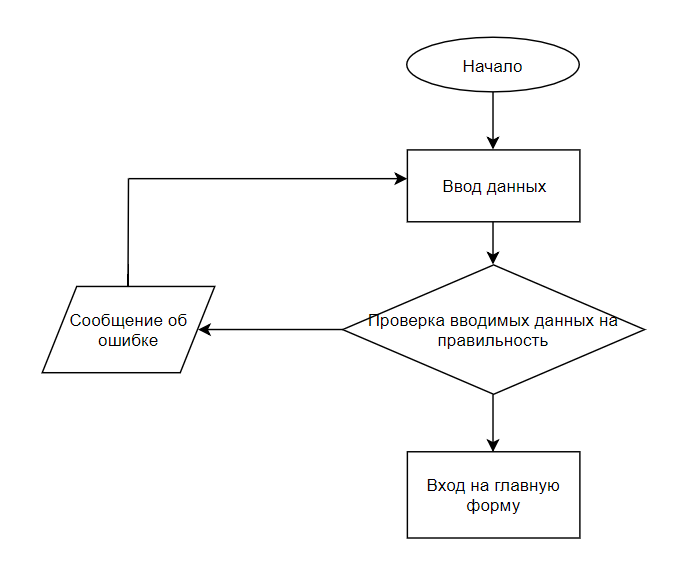 Начало
Ввод данных
Проверка вводимых данных на
правильность
Сообщение об
ошибке
Вход на главную
форму